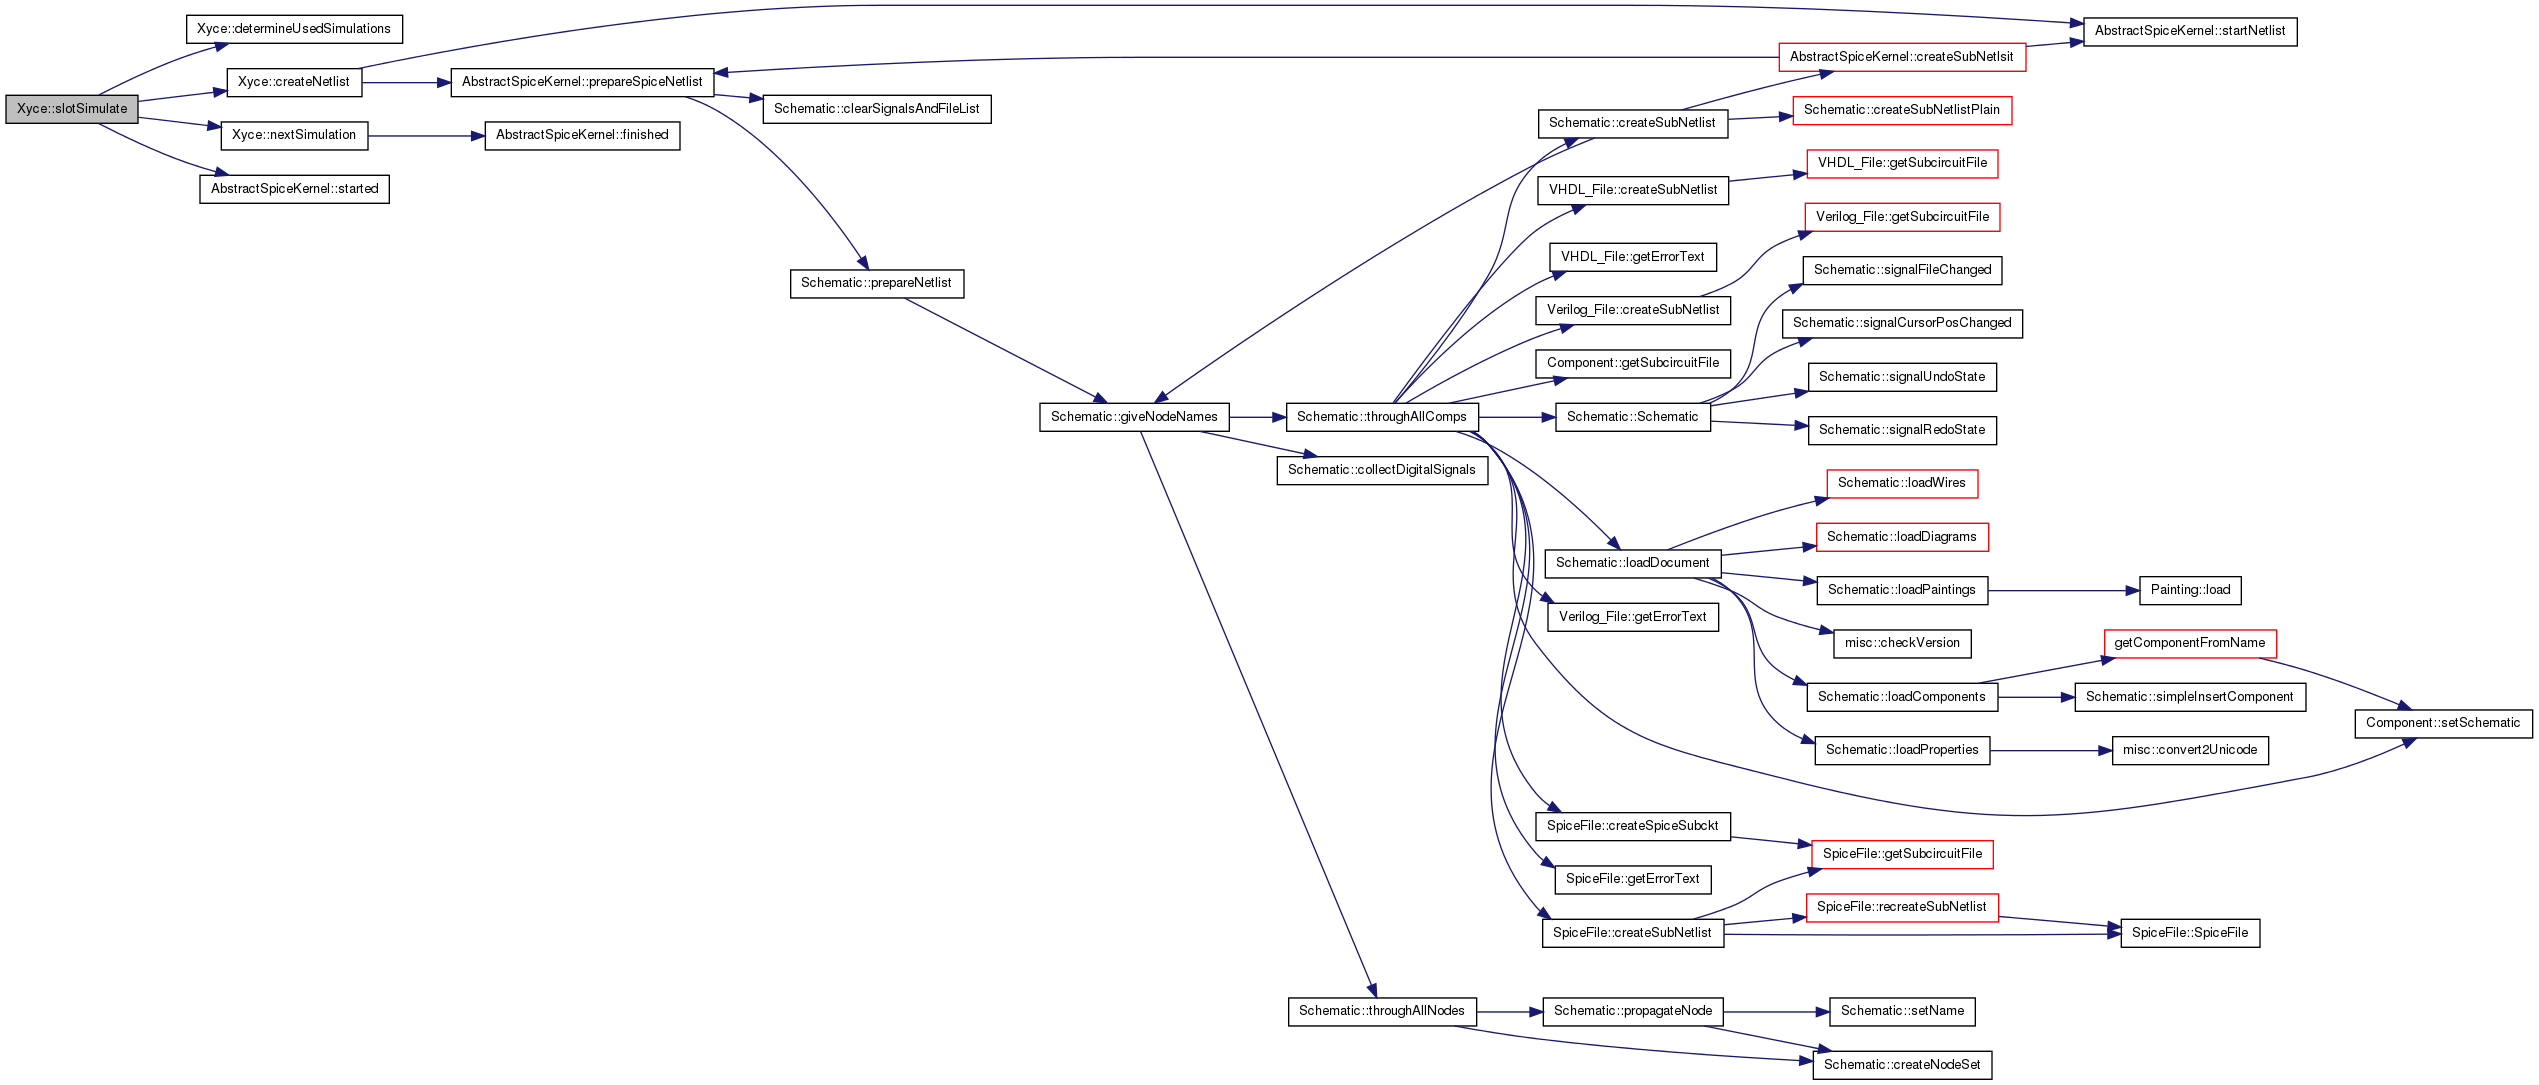 Xyce::slotSimulate
Xyce::determineUsedSimulations
Xyce::createNetlist
Xyce::nextSimulation
AbstractSpiceKernel::started
AbstractSpiceKernel::prepareSpiceNetlist
AbstractSpiceKernel::finished
Schematic::clearSignalsAndFileList
Schematic::prepareNetlist
Schematic::giveNodeNames
Schematic::throughAllComps
Schematic::collectDigitalSignals
Schematic::throughAllNodes
Schematic::createSubNetlist
VHDL_File::createSubNetlist
VHDL_File::getErrorText
Verilog_File::createSubNetlist
Component::getSubcircuitFile
Schematic::Schematic
Schematic::loadDocument
Verilog_File::getErrorText
SpiceFile::createSpiceSubckt
SpiceFile::getErrorText
SpiceFile::createSubNetlist
Schematic::propagateNode
AbstractSpiceKernel::createSubNetlsit
Schematic::createSubNetlistPlain
VHDL_File::getSubcircuitFile
Verilog_File::getSubcircuitFile
Schematic::signalFileChanged
Schematic::signalCursorPosChanged
Schematic::signalUndoState
Schematic::signalRedoState
Schematic::loadWires
Schematic::loadDiagrams
Schematic::loadPaintings
misc::checkVersion
Schematic::loadComponents
Schematic::loadProperties
SpiceFile::getSubcircuitFile
SpiceFile::recreateSubNetlist
Schematic::setName
Schematic::createNodeSet
AbstractSpiceKernel::startNetlist
Painting::load
getComponentFromName
Schematic::simpleInsertComponent
misc::convert2Unicode
SpiceFile::SpiceFile
Component::setSchematic